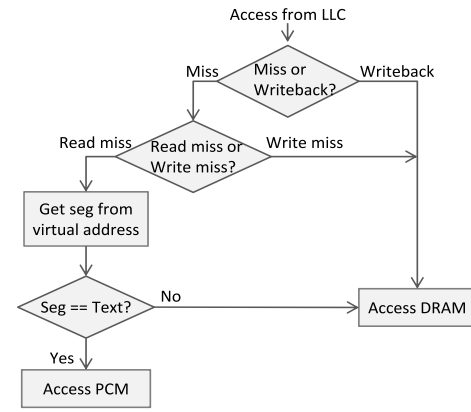 Access from LLC
Miss or
Writeback?
Miss
Writeback
Read miss or
Write miss?
Read miss
Write miss
Get seg from
virtual address
Seg == Text?
No
Access DRAM
Yes
Access PCM